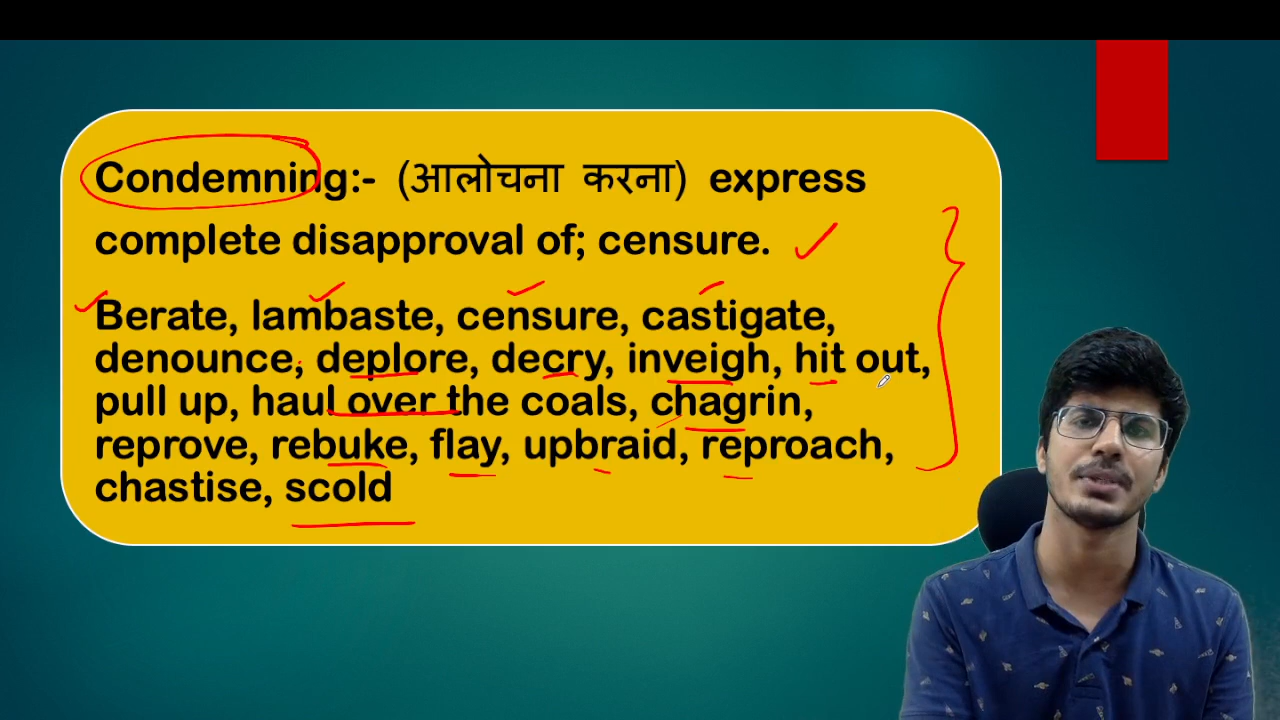 Condemning:- (आलोचना करना) express
complete disapproval of; censure.
Berate, lambaste, censure, castigate,
denounce, deplore, decry, inveigh, hit out,
pull up, haul over the coals, chagrin,
reprove, rebuke, flay, upbraid, reproach,
chastise, scold